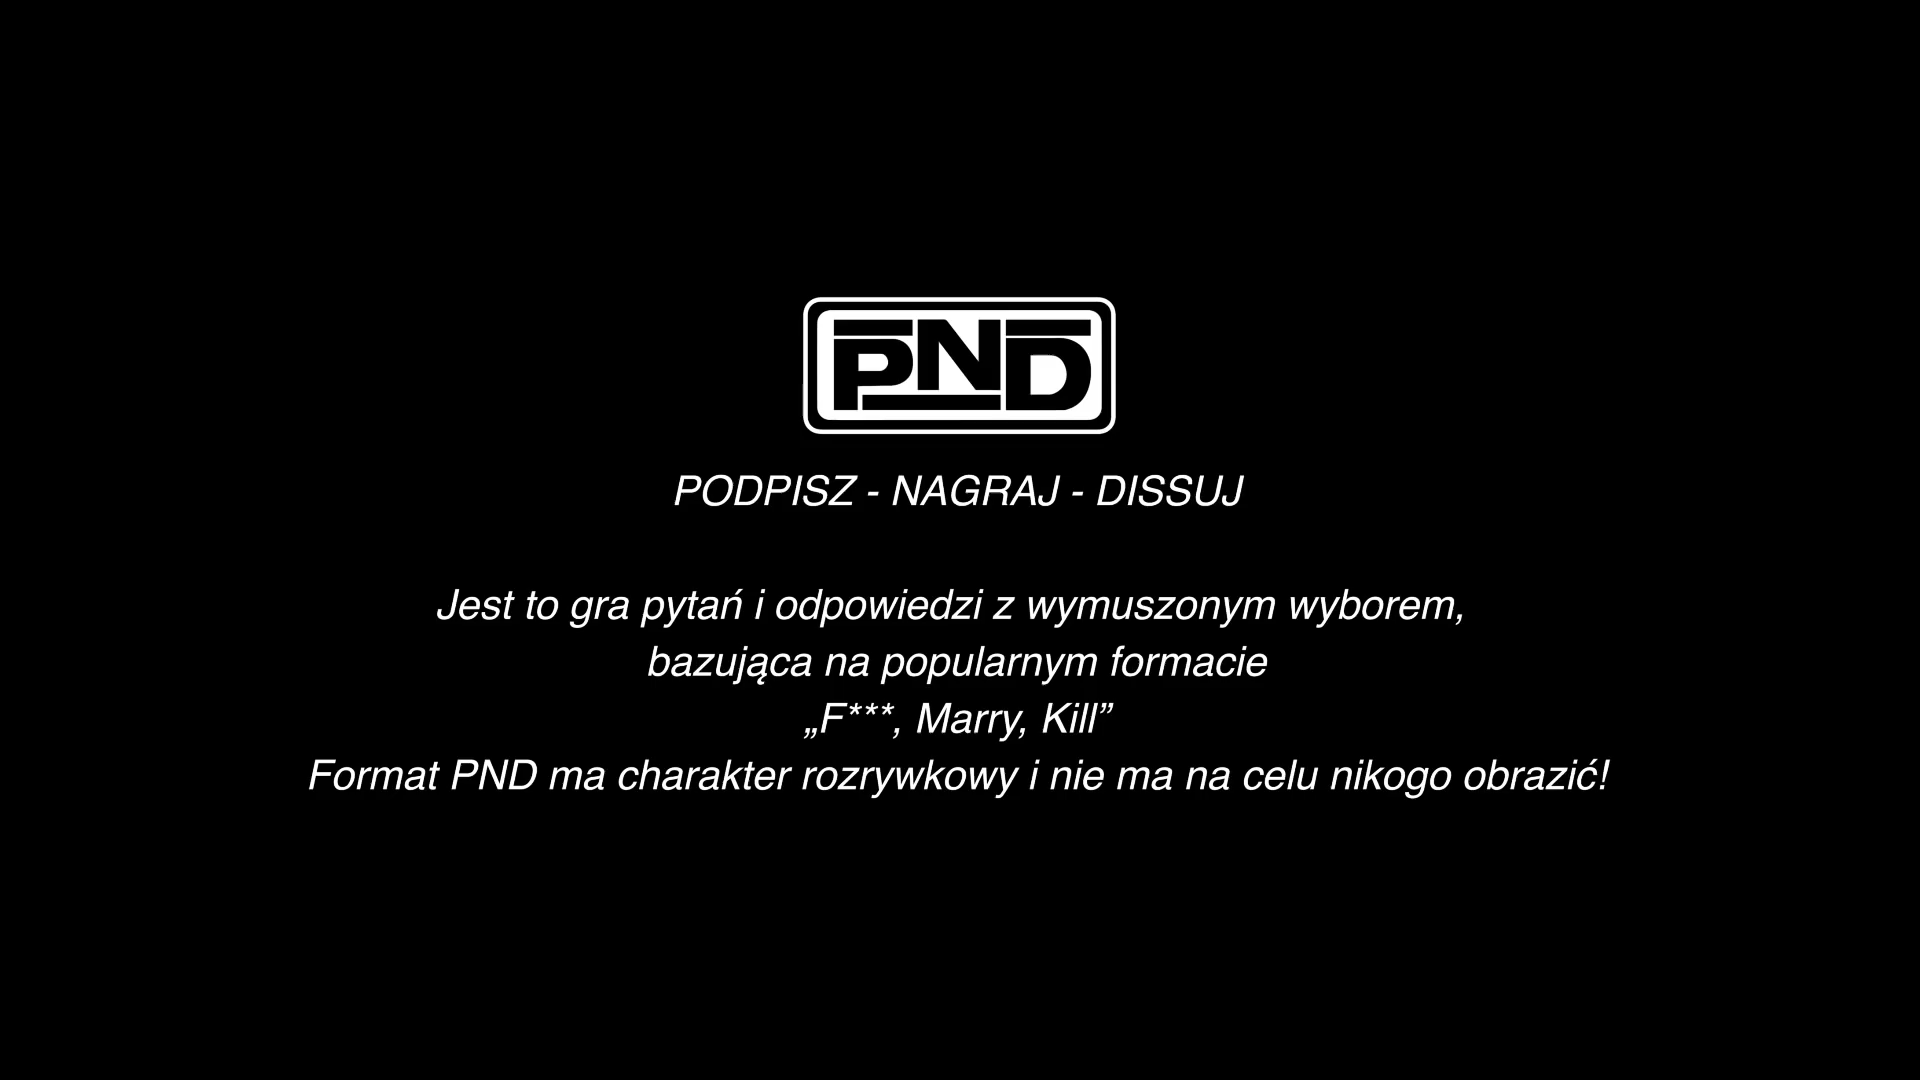 PND
PODPISZ - NAGRAJ - DISSUJ
Jest to gra pytań i odpowiedzi z wymuszonym wyborem,
bazująca na popularnym formacie
„F***, Marry, Kill”
Format PND ma charakter rozrywkowy i nie ma na celu nikogo obrazić!